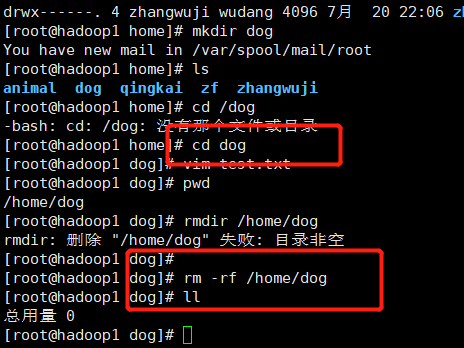 drwx------. 4 zhangwuji wudang 4096 7月  20 22:06 zhangwuji
[root@hadoop1 home]# mkdir dog
You have new mail in /var/spool/mail/root
[root@hadoop1 home]# ls
animal  dog  qingkai  zf  zhangwuji
[root@hadoop1 home]# cd /dog
-bash: cd: /dog: 没有那个文件或目录
[root@hadoop1 home]# cd dog
[root@hadoop1 dog]# vim test.txt
[root@hadoop1 dog]# pwd
/home/dog
[root@hadoop1 dog]# rmdir /home/dog
rmdir: 删除 "/home/dog" 失败: 目录非空
[root@hadoop1 dog]#
[root@hadoop1 dog]# rm -rf /home/dog
[root@hadoop1 dog]# ll
总用量 0
[root@hadoop1 dog]#